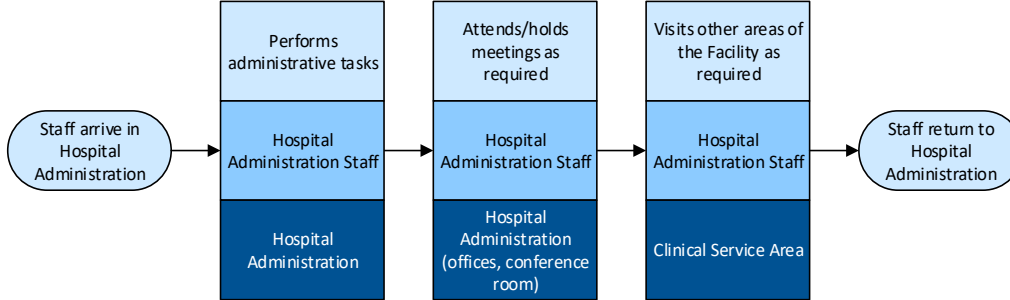 Staff arrive in
Hospital
Administration
Performs
administrative tasks
Hospital
Administration Staff
Hospital
Administration
Attends/holds
meetings as
required
Hospital
Administration Staff
Hospital
Administration
(offices, conference
room)
Visits other areas of
the Facility as
required
Hospital
Administration Staff
Clinical Service Area
Staff return to
Hospital
Administration